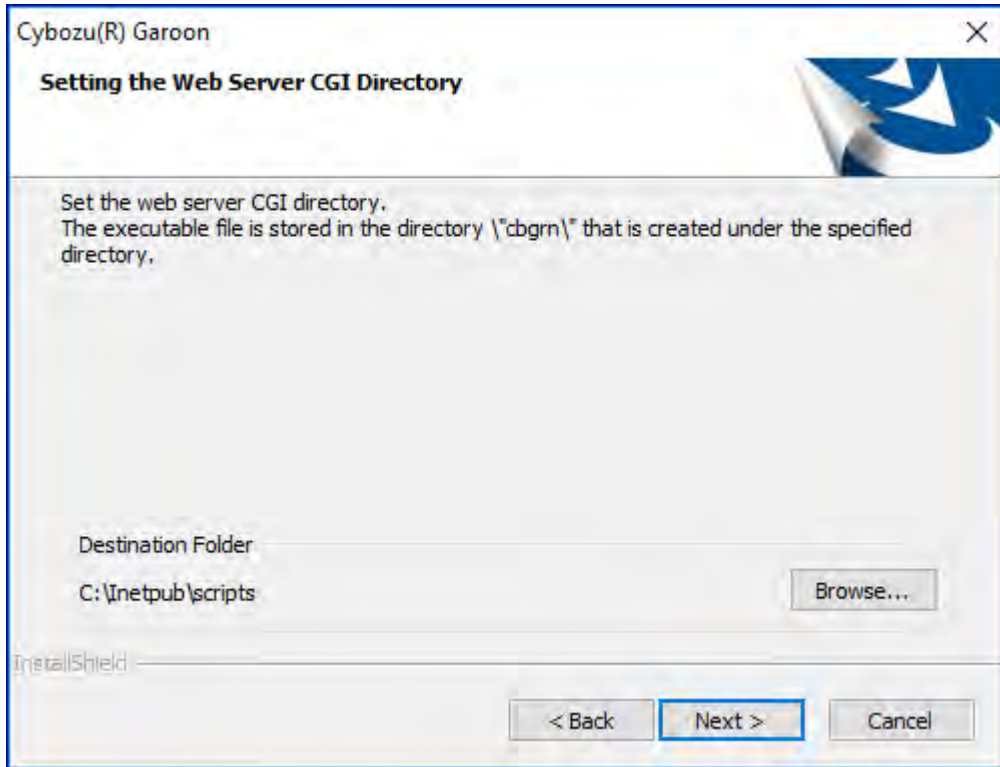 Cybozu(R) Garoon
Setting the Web Server CGI Directory
Set the web server CGI directory.
The executable file is stored in the directory \"cbgrn\" that is created under the specified
directory.
Destination Folder
C:\Inetpub\scripts
Browse...
InstallShield
< Back
Next >
Cancel